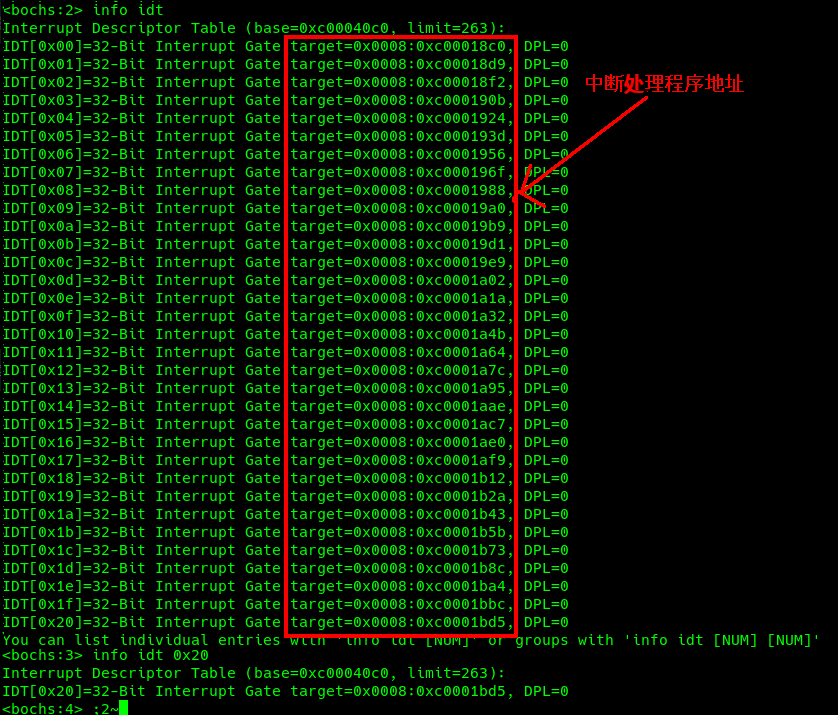 <bochs:2> info idt
Interrupt Descriptor Table (base=0xc00040c0, limit=263):
IDT[0x00]=32-Bit Interrupt Gate target=0x0008:0xc00018c0, DPL=0
IDT[0x01]=32-Bit Interrupt Gate target=0x0008:0xc00018d9, DPL=0
IDT[0x02]=32-Bit Interrupt Gate target=0x0008:0xc00018f2, DPL=0
中断处理程序地址
IDT[0x03]=32-Bit Interrupt Gate target=0x0008:0xc000190b, DPL=0
IDT[0x04]=32-Bit Interrupt Gate target=0x0008:0xc0001924, DPL=0
IDT[0x05]=32-Bit Interrupt Gate target=0x0008:0xc000193d, DPL=0
IDT[0x06]=32-Bit Interrupt Gate target=0x0008:0xc0001956, DPL=0
IDT[0x07]=32-Bit Interrupt Gate target=0x0008:0xc000196f, DPL=0
IDT[0x08]=32-Bit Interrupt Gate target=0x0008:0xc0001988, DPL=0
IDT[0x09]=32-Bit Interrupt Gate target=0x0008:0xc00019a0, DPL=0
IDT[0x0a]=32-Bit Interrupt Gate target=0x0008:0xc00019b9, DPL=0
IDT[0x0b]=32-Bit Interrupt Gate target=0x0008:0xc00019d1, DPL=0
IDT[0x0c]=32-Bit Interrupt Gate target=0x0008:0xc00019e9, DPL=0
IDT[0x0d]=32-Bit Interrupt Gate target=0x0008:0xc0001a02, DPL=0
IDT[0x0e]=32-Bit Interrupt Gate target=0x0008:0xc0001a1a, DPL=0
IDT[0x0f]=32-Bit Interrupt Gate target=0x0008:0xc0001a32, DPL=0
IDT[0x10]=32-Bit Interrupt Gate target=0x0008:0xc0001a4b, DPL=0
IDT[0x11]=32-Bit Interrupt Gate target=0x0008:0xc0001a64, DPL=0
IDT[0x12]=32-Bit Interrupt Gate target=0x0008:0xc0001a7c, DPL=0
IDT[0x13]=32-Bit Interrupt Gate target=0x0008:0xc0001a95, DPL=0
IDT[0x14]=32-Bit Interrupt Gate target=0x0008:0xc0001aae, DPL=0
IDT[0x15]=32-Bit Interrupt Gate target=0x0008:0xc0001ac7, DPL=0
IDT[0x16]=32-Bit Interrupt Gate target=0x0008:0xc0001ae0, DPL=0
IDT[0x17]=32-Bit Interrupt Gate target=0x0008:0xc0001af9, DPL=0
IDT[0x18]=32-Bit Interrupt Gate target=0x0008:0xc0001b12, DPL=0
IDT[0x19]=32-Bit Interrupt Gate target=0x0008:0xc0001b2a, DPL=0
IDT[0x1a]=32-Bit Interrupt Gate target=0x0008:0xc0001b43, DPL=0
IDT[0x1b]=32-Bit Interrupt Gate target=0x0008:0xc0001b5b, DPL=0
IDT[0x1c]=32-Bit Interrupt Gate target=0x0008:0xc0001b73, DPL=0
IDT[0x1d]=32-Bit Interrupt Gate target=0x0008:0xc0001b8c, DPL=0
IDT[0x1e]=32-Bit Interrupt Gate target=0x0008:0xc0001ba4, DPL=0
IDT[0x1f]=32-Bit Interrupt Gate target=0x0008:0xc0001bbc, DPL=0
IDT[0x20]=32-Bit Interrupt Gate target=0x0008:0xc0001bd5, DPL=0
You can list individual entries with 'info idt [NUM]' or groups with 'info idt [NUM] [NUM]'
<bochs:3> info idt 0x20
Interrupt Descriptor Table (base=0xc00040c0, limit=263):
IDT[0x20]=32-Bit Interrupt Gate target=0x0008:0xc0001bd5, DPL=0
<bochs:4> ;2~